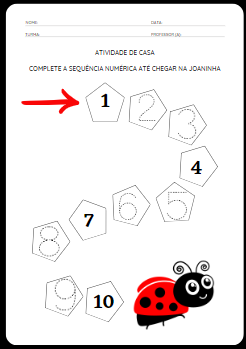 NOME: DATA:
TURMA: PROFESSOR(A):
ATIVIDADE DE CASA
COMPLETE A SEQUÊNCIA NUMÉRICA ATÉ CHEGAR NA JOANINHA
1 2 3
4
7 6 5
8
9 10